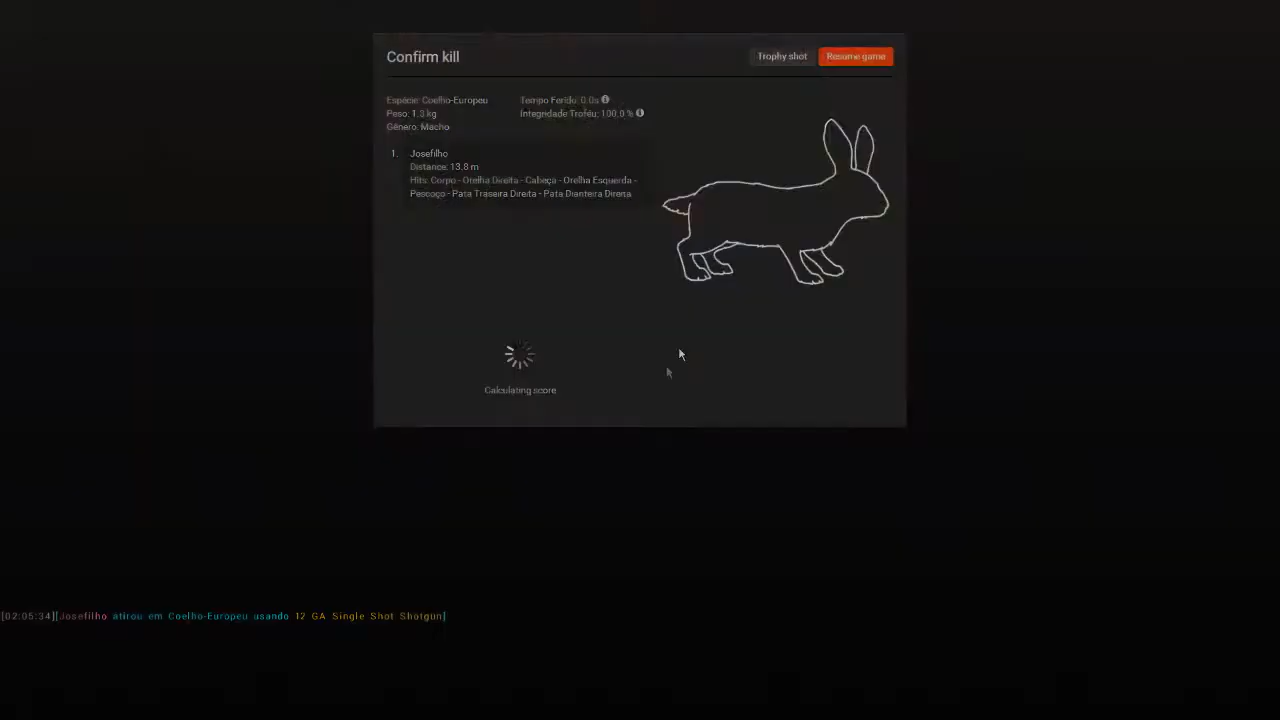 Confirm kill
Trophy shot
Resume game
Espécie: Coelho-Europeu
Tempo Ferido: 0.0s
Peso: 1.3 kg
Integridade Troféu: 100.0 %
Gênero: Macho
1. Josefilho
Distance: 13.8 m
Hits: Corpo - Orelha Direita - Cabeça - Orelha Esquerda -
Pescoço - Pata Traseira Direita - Pata Dianteira Direita
Calculating score
[02:05:34][Josefilho atirou em Coelho-Europeu usando 12 GA Single Shot Shotgun]